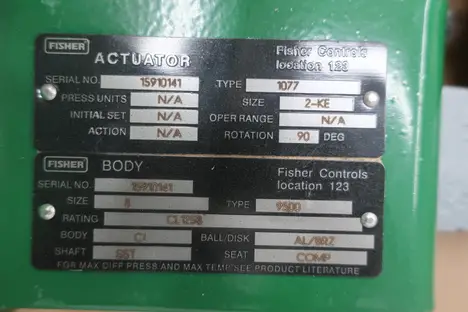 FISHER
ACTUATOR
Fisher Controls
location 123
SERIAL NO. 15910141 TYPE 1077
PRESS UNITS N/A SIZE 2-KE
INITIAL SET N/A OPER RANGE N/A
ACTION N/A ROTATION 90 DEG
FISHER
BODY
Fisher Controls
location 123
SERIAL NO. 15910141
SIZE 8 TYPE 9500
RATING CL125B
BODY CI BALL/DISK AL/BRZ
SHAFT SST SEAT COMP
FOR MAX DIFF PRESS AND MAX TEMP SEE PRODUCT LITERATURE